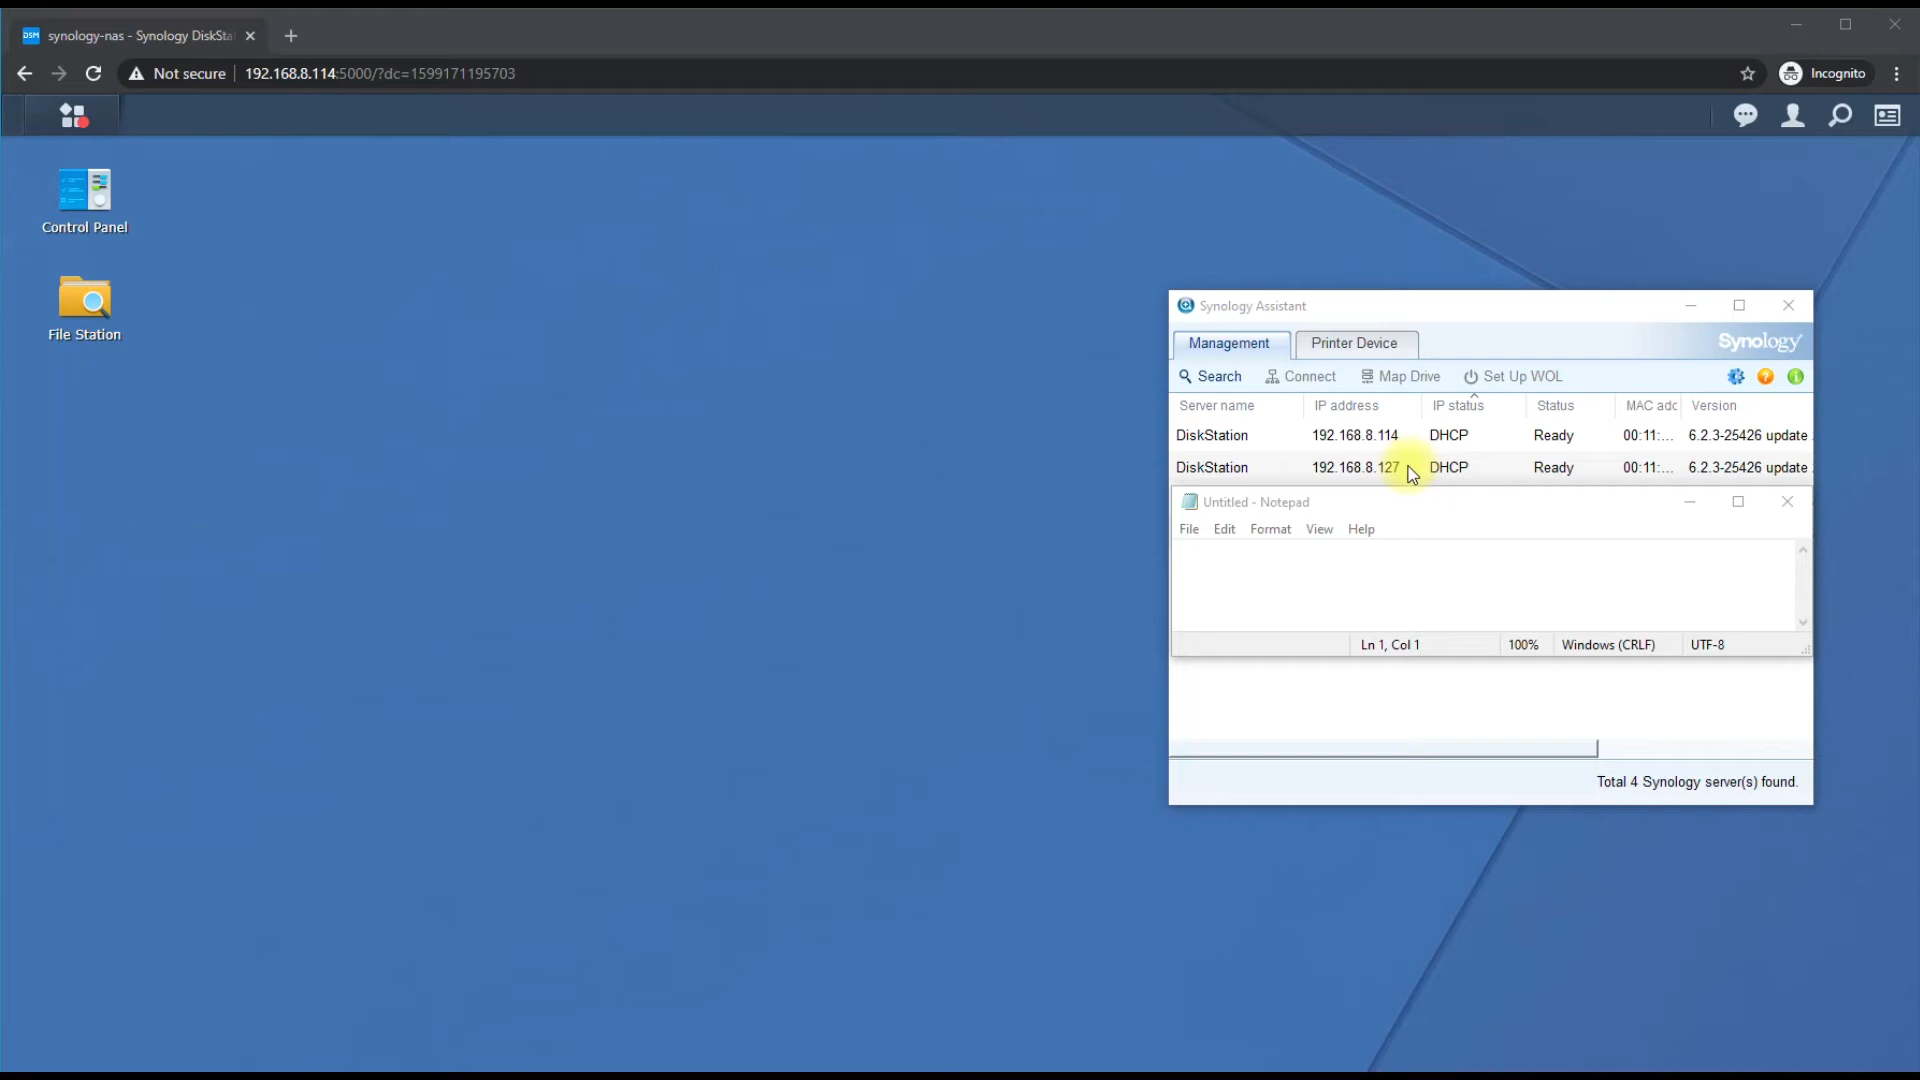 DSM synology-nas - Synology DiskSta
Not secure 192.168.8.114:5000/?dc=1599171195703 Incognito
Control Panel
File Station
Synology Assistant
Management Printer Device Synology
Search Connect Map Drive Set Up WOL
Server name IP address IP status Status MAC adc Version
DiskStation 192.168.8.114 DHCP Ready 00:11:... 6.2.3-25426 update
DiskStation 192.168.8.127 DHCP Ready 00:11:... 6.2.3-25426 update
Untitled - Notepad
File Edit Format View Help
Ln 1, Col 1 100% Windows (CRLF) UTF-8
Total 4 Synology server(s) found.